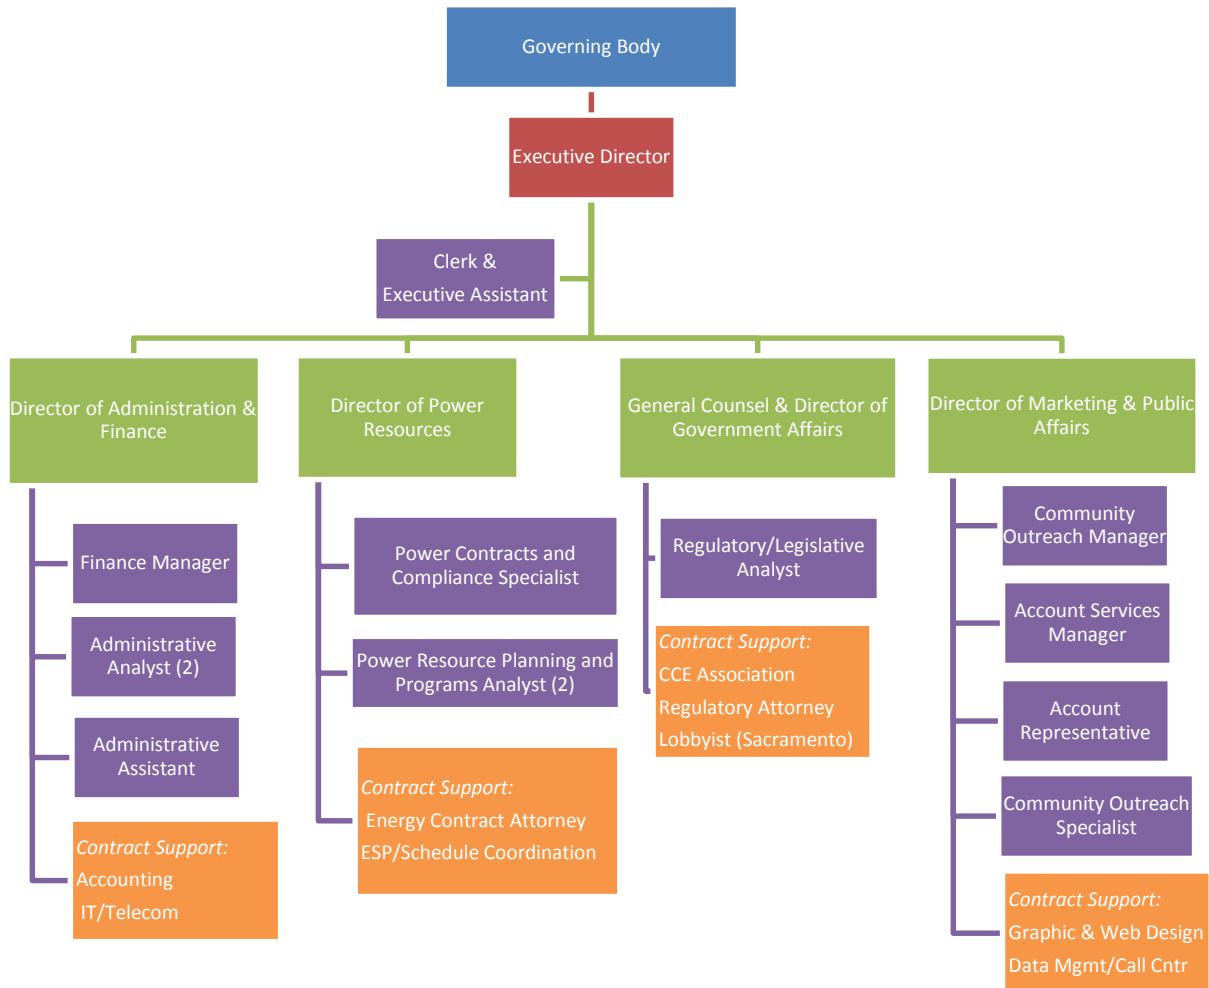 Governing Body
Executive Director
Clerk &
Executive Assistant
Director of Administration &
Finance
Finance Manager
Administrative
Analyst (2)
Administrative
Assistant
Contract Support:
Accounting
IT/Telecom
Director of Power
Resources
Power Contracts and
Compliance Specialist
Power Resource Planning and
Programs Analyst (2)
Contract Support:
Energy Contract Attorney
ESP/Schedule Coordination
General Counsel & Director of
Government Affairs
Regulatory/Legislative
Analyst
Contract Support:
CCE Association
Regulatory Attorney
Lobbyist (Sacramento)
Director of Marketing & Public
Affairs
Community
Outreach Manager
Account Services
Manager
Account
Representative
Community Outreach
Specialist
Contract Support:
Graphic & Web Design
Data Mgmt/Call Cntr